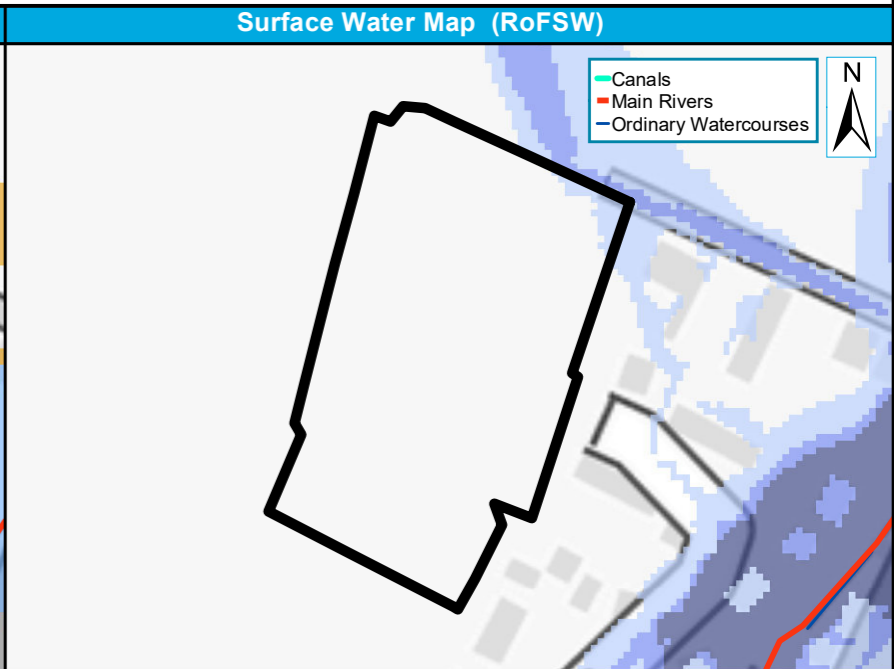 Surface Water Map (RoFSW)
Canals
Main Rivers
Ordinary Watercourses
N